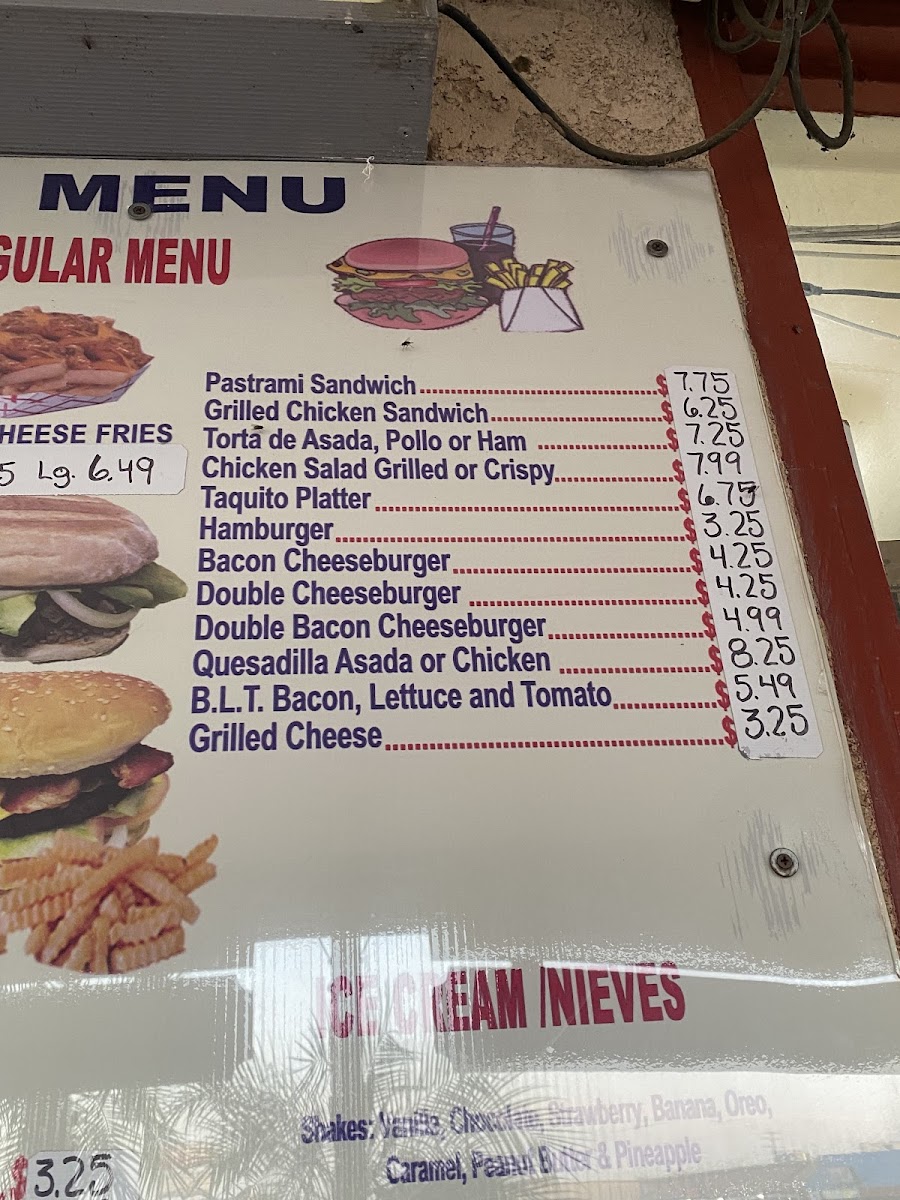 MENU
GULAR MENU
HEESE FRIES
5 Lg. 6.49
Pastrami Sandwich $ 7.75
Grilled Chicken Sandwich $ 6.25
Torta de Asada, Pollo or Ham $ 7.25
Chicken Salad Grilled or Crispy $ 7.99
Taquito Platter $ 6.75
Hamburger $ 3.25
Bacon Cheeseburger $ 4.25
Double Cheeseburger $ 4.25
Double Bacon Cheeseburger $ 4.99
Quesadilla Asada or Chicken $ 8.25
B.L.T. Bacon, Lettuce and Tomato $ 5.49
Grilled Cheese $ 3.25
ICE CREAM /NIEVES
Shakes: Vanilla, Chocolate, Strawberry, Banana, Oreo,
Caramel, Peanut Butter & Pineapple
$ 3.25